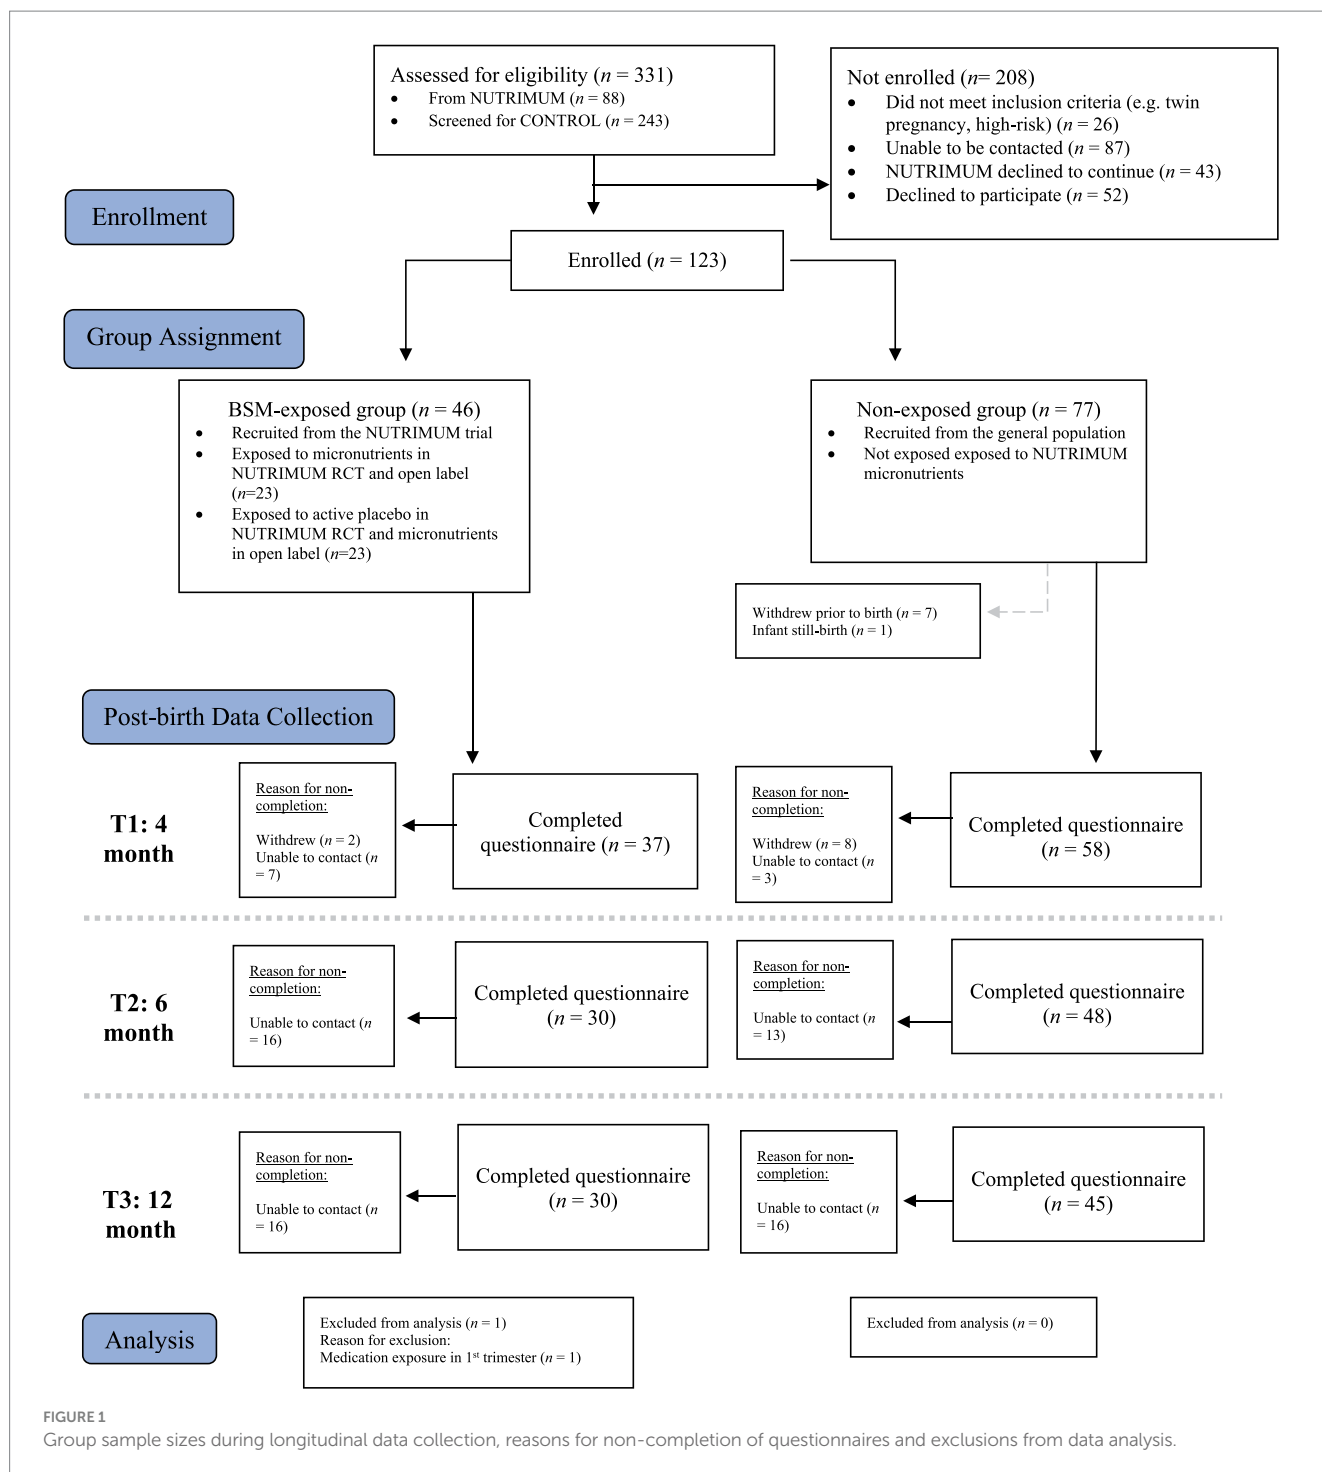 Assessed for eligibility (n = 331)
• From NUTRIMUM (n = 88)
• Screened for CONTROL (n = 243)
Not enrolled (n= 208)
• Did not meet inclusion criteria (e.g. twin
pregnancy, high-risk) (n = 26)
• Unable to be contacted (n = 87)
• NUTRIMUM declined to continue (n = 43)
• Declined to participate (n = 52)
Enrollment
Enrolled (n = 123)
Group Assignment
BSM-exposed group (n = 46)
• Recruited from the NUTRIMUM trial
• Exposed to micronutrients in
NUTRIMUM RCT and open label
(n=23)
• Exposed to active placebo in
NUTRIMUM RCT and micronutrients
in open label (n=23)
Non-exposed group (n = 77)
• Recruited from the general population
• Not exposed exposed to NUTRIMUM
micronutrients
Withdrew prior to birth (n = 7)
Infant still-birth (n = 1)
Post-birth Data Collection
T1: 4
month
Reason for non-
completion:
Withdrew (n = 2)
Unable to contact (n
= 7)
Completed
questionnaire (n = 37)
Reason for non-
completion:
Withdrew (n = 8)
Unable to contact (n
= 3)
Completed questionnaire
(n = 58)
T2: 6
month
Reason for non-
completion:
Unable to contact (n
= 16)
Completed questionnaire
(n = 30)
Reason for non-
completion:
Unable to contact (n
= 13)
Completed questionnaire
(n = 48)
T3: 12
month
Reason for non-
completion:
Unable to contact (n
= 16)
Completed questionnaire
(n = 30)
Reason for non-
completion:
Unable to contact (n
= 16)
Completed questionnaire
(n = 45)
Analysis
Excluded from analysis (n = 1)
Reason for exclusion:
Medication exposure in 1st trimester (n = 1)
Excluded from analysis (n = 0)
FIGURE 1
Group sample sizes during longitudinal data collection, reasons for non-completion of questionnaires and exclusions from data analysis.